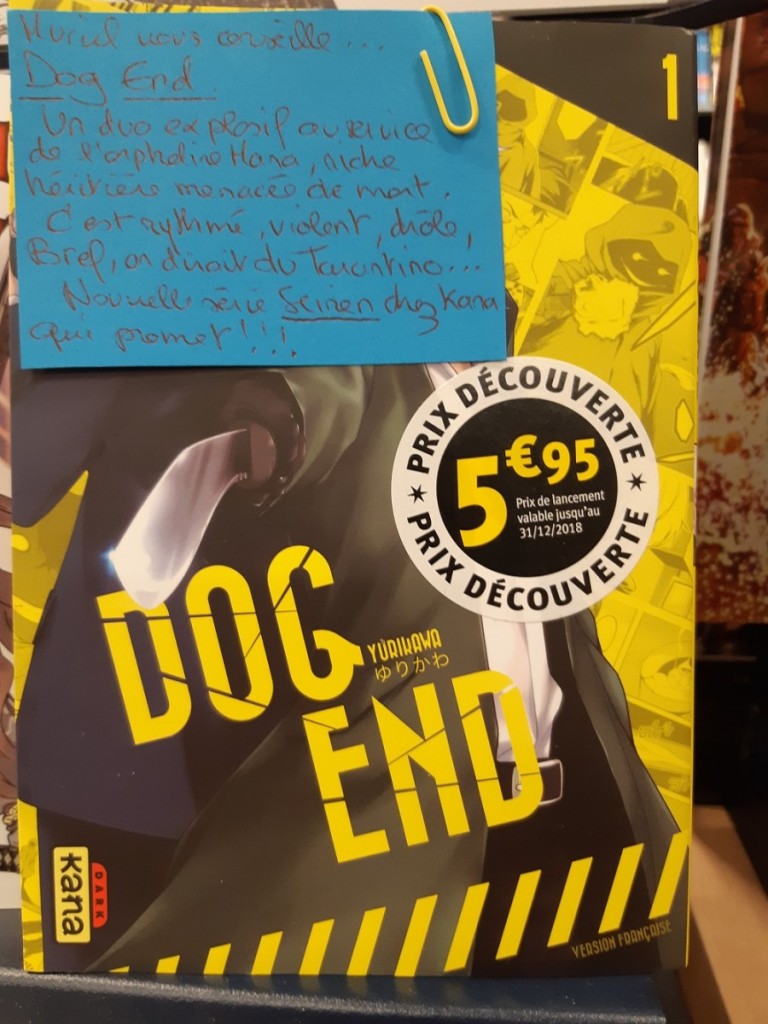 Muriel nous conseille...
Dog End.
Un duo explosif au service
de l'orpheline Hana, riche
héritière menacée de mort.
C'est rythmé, violent, drôle,
Bref, on dirait du Tarantino...
Nouvelle série Seinen chez Kana
qui promet!!!
1
PRIX DÉCOUVERTE
5€95
Prix de lancement
valable jusqu'au
31/12/2018
PRIX DÉCOUVERTE
DOG
YÛRIKAWA
ゆりかわ
END
kana
DARK
VERSION FRANÇAISE